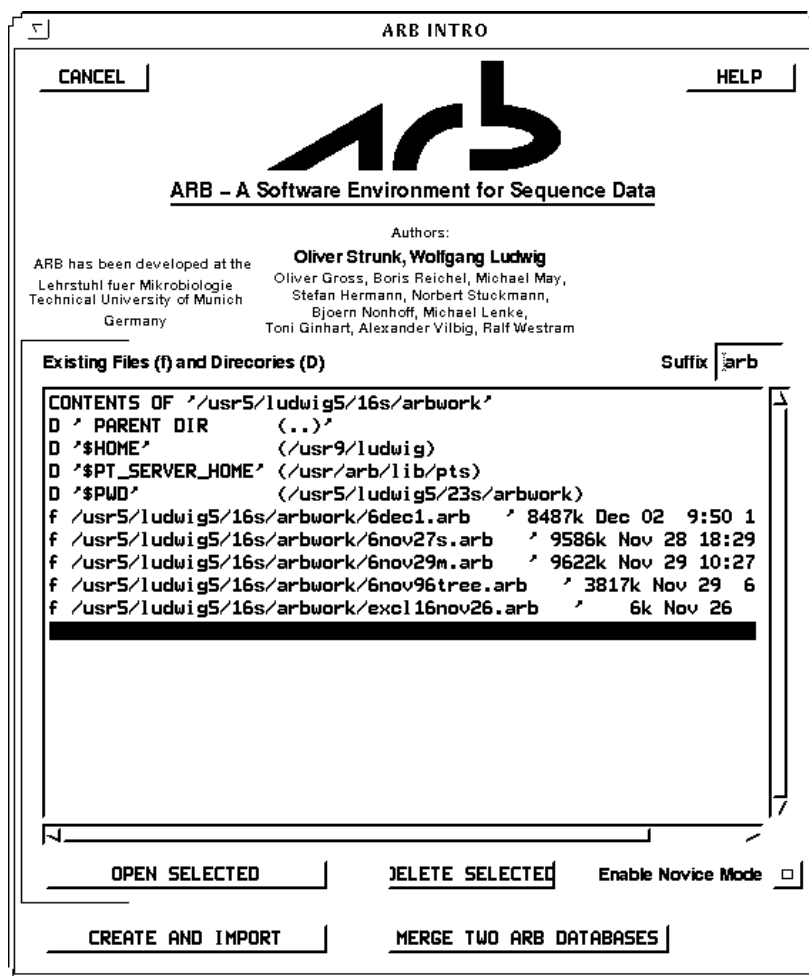 ARB INTRO
CANCEL
HELP
Arb
ARB – A Software Environment for Sequence Data
Authors:
Oliver Strunk, Wolfgang Ludwig
Oliver Gross, Boris Reichel, Michael May,
Stefan Hermann, Norbert Stuckmann,
Bjoern Nonhoff, Michael Lenke,
Toni Ginhart, Alexander Vilbig, Ralf Westram
ARB has been developed at the
Lehrstuhl fuer Mikrobiologie
Technical University of Munich
Germany
Existing Files (f) and Direcories (D)
Suffix arb
CONTENTS OF '/usr5/ludwig5/16s/arbwork'
D ' PARENT DIR (..)'
D '$HOME' (/usr9/ludwig)
D '$PT_SERVER_HOME' (/usr/arb/lib/pts)
D '$PWD' (/usr5/ludwig5/23s/arbwork)
f /usr5/ludwig5/16s/arbwork/6dec1.arb ' 8487k Dec 02 9:50 1
f /usr5/ludwig5/16s/arbwork/6nov27s.arb ' 9586k Nov 28 18:29
f /usr5/ludwig5/16s/arbwork/6nov29m.arb ' 9622k Nov 29 10:27
f /usr5/ludwig5/16s/arbwork/6nov96tree.arb ' 3817k Nov 29 6
f /usr5/ludwig5/16s/arbwork/excl16nov26.arb ' 6k Nov 26
OPEN SELECTED
DELETE SELECTED
Enable Novice Mode
CREATE AND IMPORT
MERGE TWO ARB DATABASES